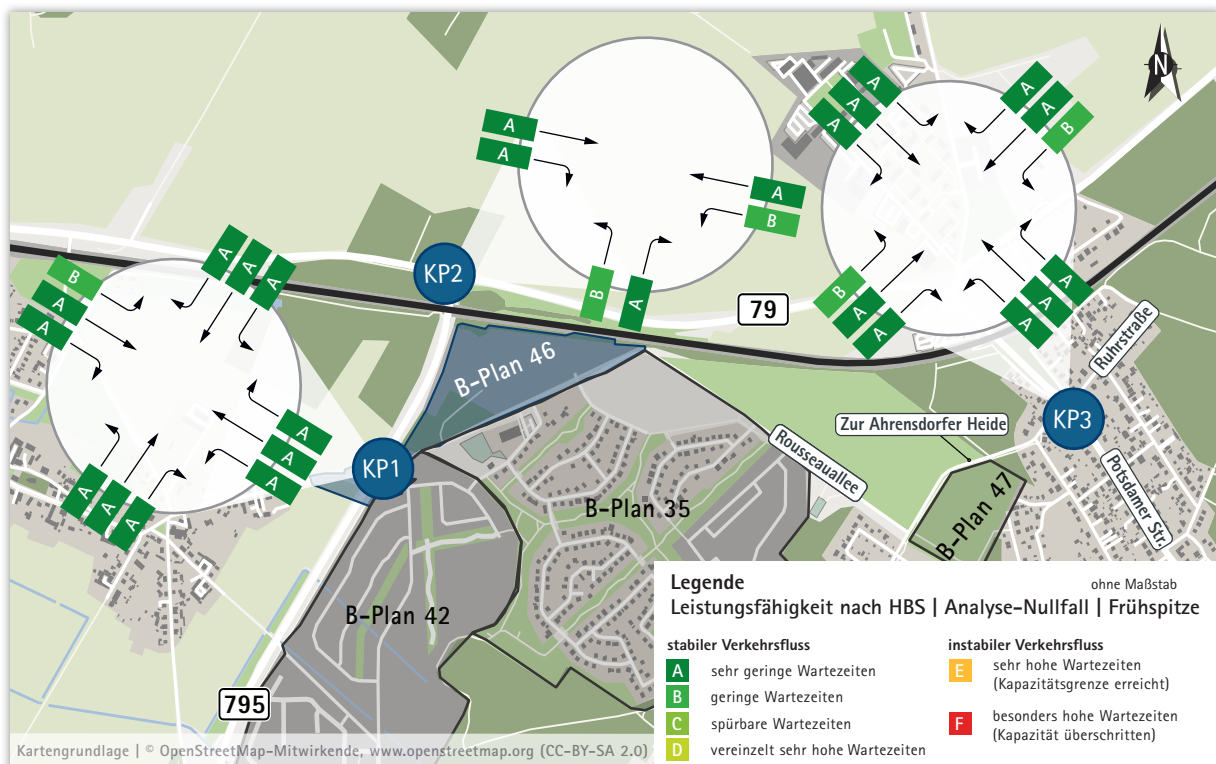 N
A
A
A
B
B
A
A
A
A
A
A
B
B
A
A
A
A
A
A
A
B
B
A
A
A
A
A
A
A
A
A
A
A
KP2
79
B-Plan 46
KP1
KP3
Ruhrstraße
Zur Ahrensdorfer Heide
Rousseauallee
Potsdamer Str.
B-Plan 47
B-Plan 35
B-Plan 42
795
Legende
ohne Maßstab
Leistungsfähigkeit nach HBS | Analyse-Nullfall | Frühspitze
stabiler Verkehrsfluss
A sehr geringe Wartezeiten
B geringe Wartezeiten
C spürbare Wartezeiten
D vereinzelt sehr hohe Wartezeiten
instabiler Verkehrsfluss
E sehr hohe Wartezeiten
(Kapazitätsgrenze erreicht)
F besonders hohe Wartezeiten
(Kapazität überschritten)
Kartengrundlage | © OpenStreetMap-Mitwirkende, www.openstreetmap.org (CC-BY-SA 2.0)